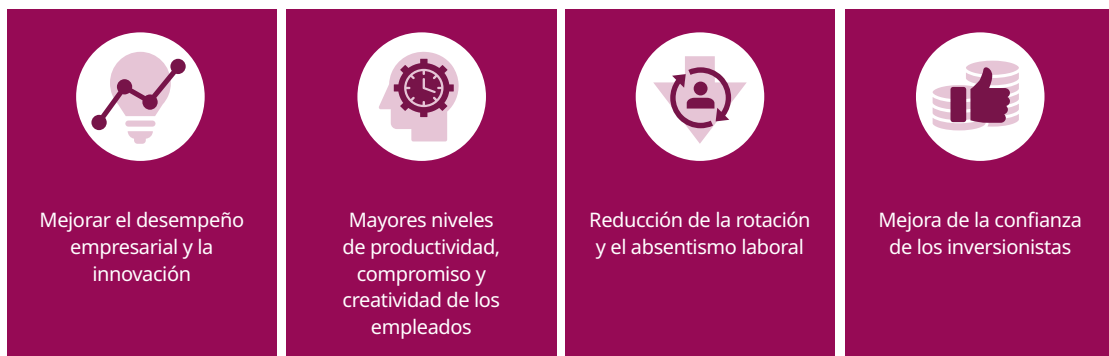 Mejorar el desempeño
empresarial y la
innovación
Mayores niveles
de productividad,
compromiso y
creatividad de los
empleados
Reducción de la rotación
y el absentismo laboral
Mejora de la confianza
de los inversionistas